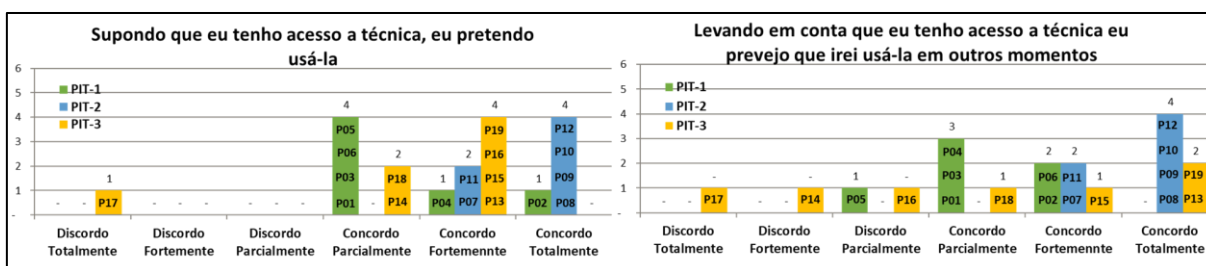 Supondo que eu tenho acesso a técnica, eu pretendo
usá-la
6
5
4
3
2
1
-
PIT-1
PIT-2
PIT-3
- - 1
P17
- - -
- - -
4 - 2
P05
P06
P03
P01
P18
P14
1 2 4
P04
P11
P07
P19
P16
P15
P13
1 4 -
P02
P12
P10
P09
P08
Discordo
Totalmente
Discordo
Fortemente
Discordo
Parcialmente
Concordo
Parcialmente
Concordo
Fortemennte
Concordo
Totalmente
Levando em conta que eu tenho acesso a técnica eu
prevejo que irei usá-la em outros momentos
6
5
4
3
2
1
-
PIT-1
PIT-2
PIT-3
- - -
P17
- - -
P14
1 - -
P05
P16
3 - 1
P04
P03
P01
P18
2 2 1
P06
P02
P11
P07
P15
- 4 2
P12
P10
P09
P08
P19
P13
Discordo
Totalmente
Discordo
Fortemente
Discordo
Parcialmente
Concordo
Parcialmente
Concordo
Fortemennte
Concordo
Totalmente